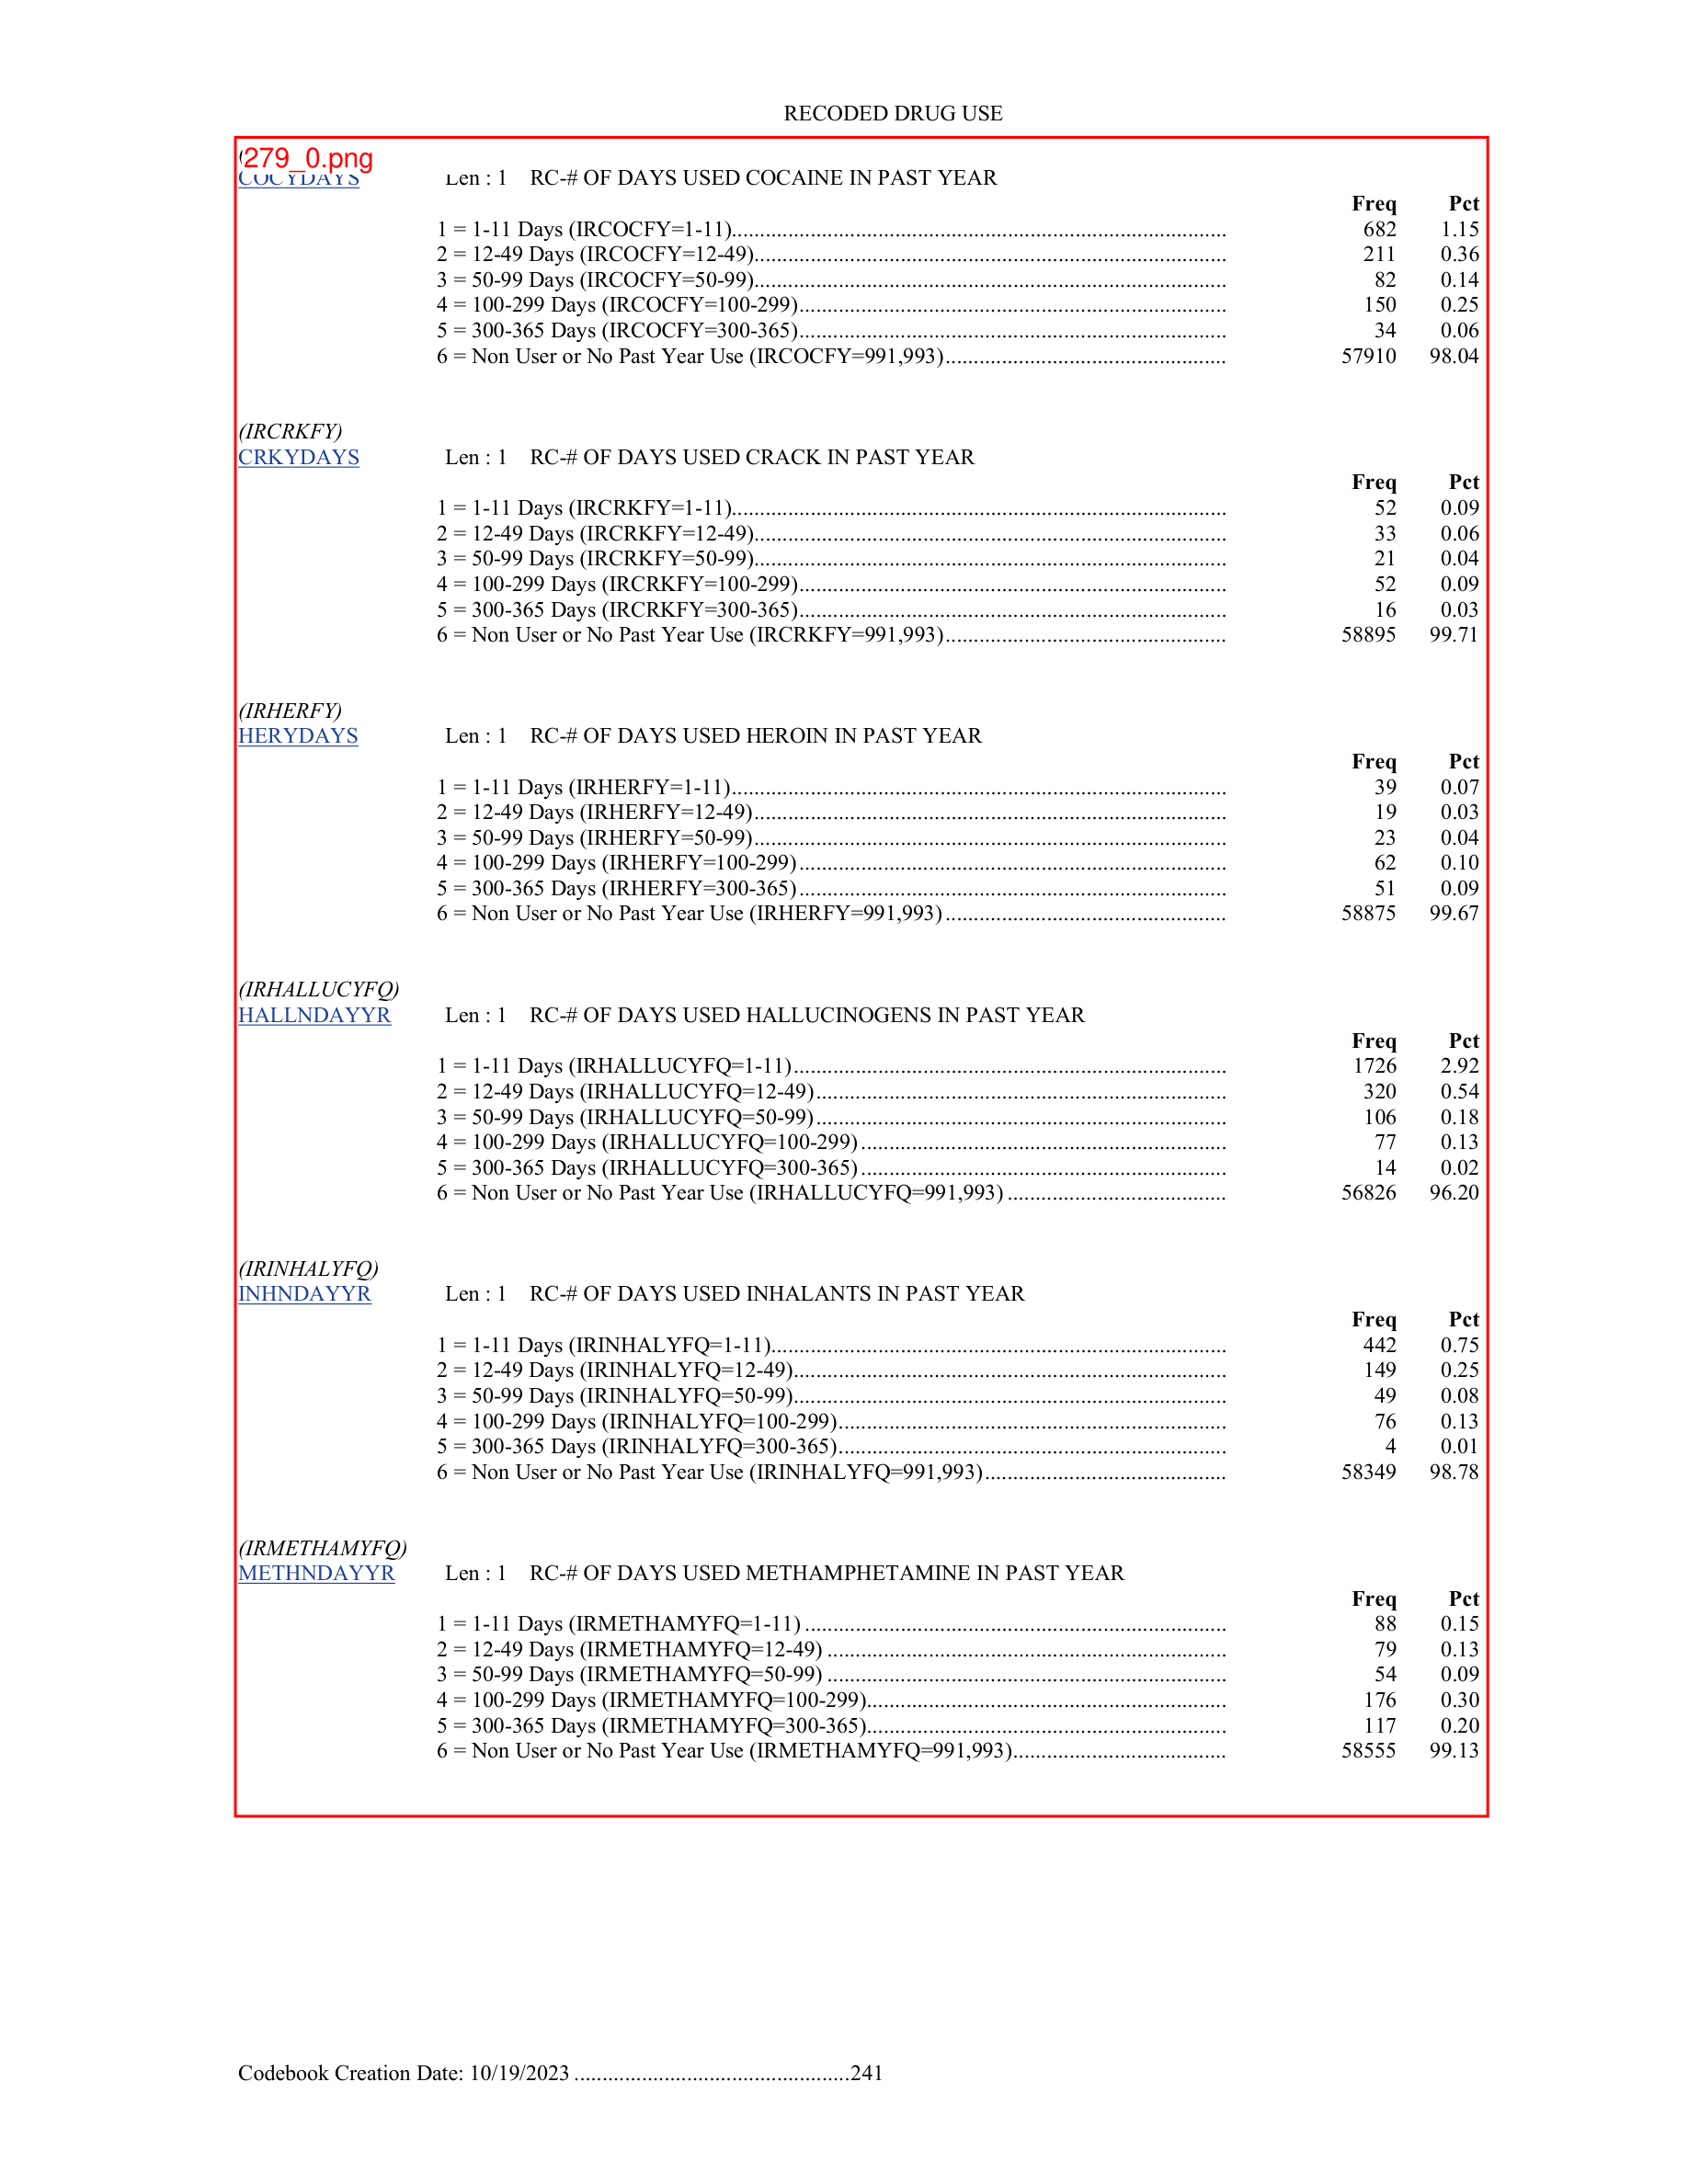 RECODED DRUG USE
279_0.png
COCYDAYS Len : 1 RC-# OF DAYS USED COCAINE IN PAST YEAR
Freq Pct
1 = 1-11 Days (IRCOCFY=1-11)....................................................................................... 682 1.15
2 = 12-49 Days (IRCOCFY=12-49)................................................................................... 211 0.36
3 = 50-99 Days (IRCOCFY=50-99)................................................................................... 82 0.14
4 = 100-299 Days (IRCOCFY=100-299)........................................................................... 150 0.25
5 = 300-365 Days (IRCOCFY=300-365)........................................................................... 34 0.06
6 = Non User or No Past Year Use (IRCOCFY=991,993).................................................. 57910 98.04
(IRCRKFY)
CRKYDAYS Len : 1 RC-# OF DAYS USED CRACK IN PAST YEAR
Freq Pct
1 = 1-11 Days (IRCRKFY=1-11)....................................................................................... 52 0.09
2 = 12-49 Days (IRCRKFY=12-49)................................................................................... 33 0.06
3 = 50-99 Days (IRCRKFY=50-99)................................................................................... 21 0.04
4 = 100-299 Days (IRCRKFY=100-299)........................................................................... 52 0.09
5 = 300-365 Days (IRCRKFY=300-365)........................................................................... 16 0.03
6 = Non User or No Past Year Use (IRCRKFY=991,993).................................................. 58895 99.71
(IRHERFY)
HERYDAYS Len : 1 RC-# OF DAYS USED HEROIN IN PAST YEAR
Freq Pct
1 = 1-11 Days (IRHERFY=1-11)....................................................................................... 39 0.07
2 = 12-49 Days (IRHERFY=12-49)................................................................................... 19 0.03
3 = 50-99 Days (IRHERFY=50-99)................................................................................... 23 0.04
4 = 100-299 Days (IRHERFY=100-299)........................................................................... 62 0.10
5 = 300-365 Days (IRHERFY=300-365)........................................................................... 51 0.09
6 = Non User or No Past Year Use (IRHERFY=991,993).................................................. 58875 99.67
(IRHALLUCYFQ)
HALLNDAYYR Len : 1 RC-# OF DAYS USED HALLUCINOGENS IN PAST YEAR
Freq Pct
1 = 1-11 Days (IRHALLUCYFQ=1-11)............................................................................ 1726 2.92
2 = 12-49 Days (IRHALLUCYFQ=12-49)........................................................................ 320 0.54
3 = 50-99 Days (IRHALLUCYFQ=50-99)........................................................................ 106 0.18
4 = 100-299 Days (IRHALLUCYFQ=100-299)................................................................ 77 0.13
5 = 300-365 Days (IRHALLUCYFQ=300-365)................................................................ 14 0.02
6 = Non User or No Past Year Use (IRHALLUCYFQ=991,993)....................................... 56826 96.20
(IRINHALYFQ)
INHNDAYYR Len : 1 RC-# OF DAYS USED INHALANTS IN PAST YEAR
Freq Pct
1 = 1-11 Days (IRINHALYFQ=1-11)................................................................................ 442 0.75
2 = 12-49 Days (IRINHALYFQ=12-49)............................................................................ 149 0.25
3 = 50-99 Days (IRINHALYFQ=50-99)............................................................................ 49 0.08
4 = 100-299 Days (IRINHALYFQ=100-299).................................................................... 76 0.13
5 = 300-365 Days (IRINHALYFQ=300-365).................................................................... 4 0.01
6 = Non User or No Past Year Use (IRINHALYFQ=991,993)........................................... 58349 98.78
(IRMETHAMYFQ)
METHNDAYYR Len : 1 RC-# OF DAYS USED METHAMPHETAMINE IN PAST YEAR
Freq Pct
1 = 1-11 Days (IRMETHAMYFQ=1-11) .......................................................................... 88 0.15
2 = 12-49 Days (IRMETHAMYFQ=12-49) ...................................................................... 79 0.13
3 = 50-99 Days (IRMETHAMYFQ=50-99) ...................................................................... 54 0.09
4 = 100-299 Days (IRMETHAMYFQ=100-299)............................................................... 176 0.30
5 = 300-365 Days (IRMETHAMYFQ=300-365)............................................................... 117 0.20
6 = Non User or No Past Year Use (IRMETHAMYFQ=991,993)...................................... 58555 99.13
Codebook Creation Date: 10/19/2023 .................................................241